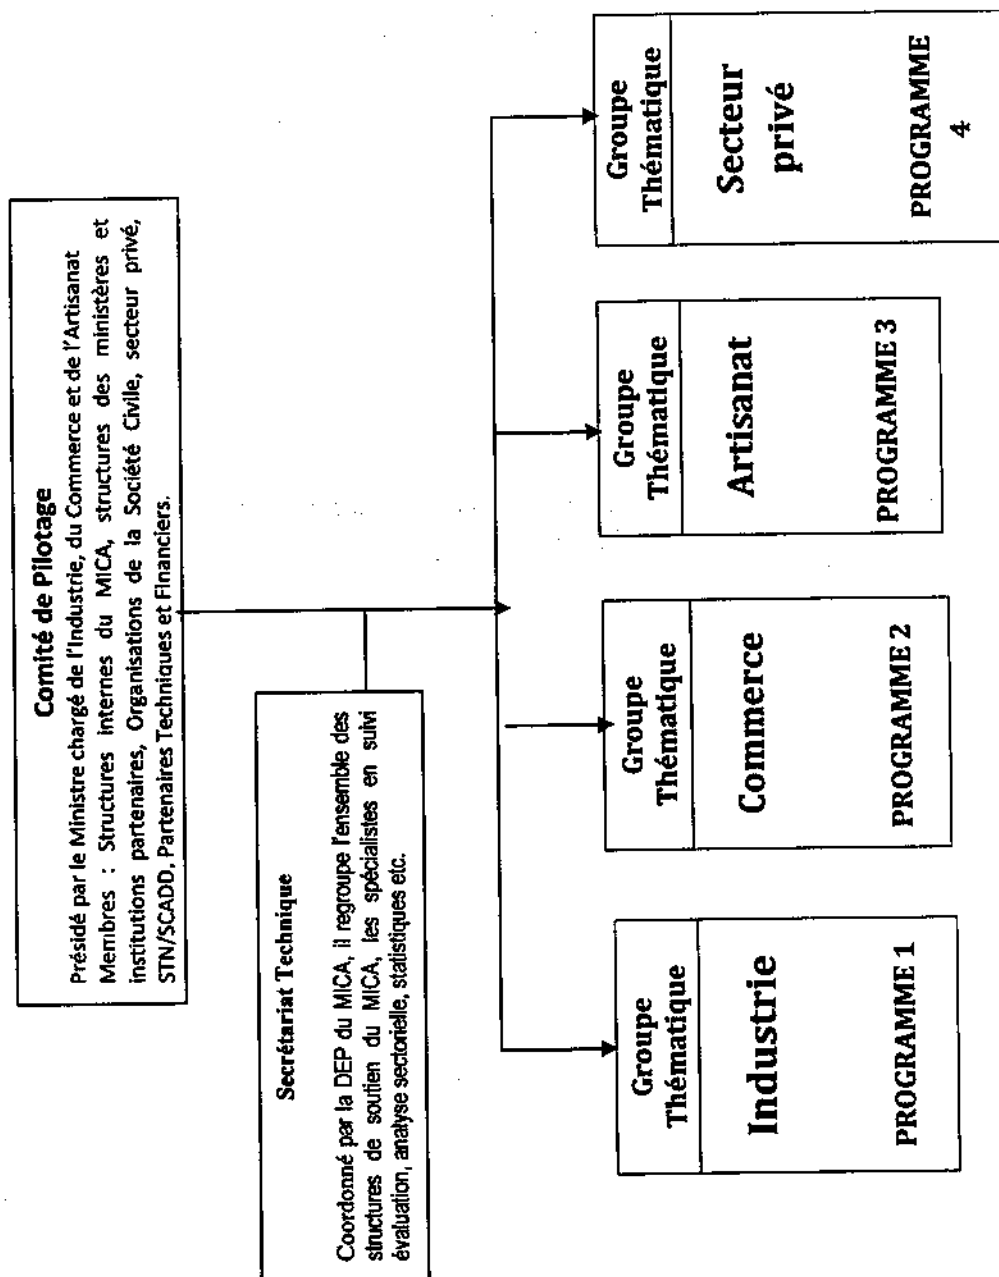 Comité de Pilotage
Présidé par le Ministre chargé de l'Industrie, du Commerce et de l'Artisanat
Membres : Structures internes du MICA, structures des ministères et
institutions partenaires, Organisations de la Société Civile, secteur privé,
STN/SCADD, Partenaires Techniques et Financiers.
Secrétariat Technique
Coordonné par la DEP du MICA, il regroupe l'ensemble des
structures de soutien du MICA, les spécialistes en suivi
évaluation, analyse sectorielle, statistiques etc.
Groupe
Thématique
Industrie
PROGRAMME 1
Groupe
Thématique
Commerce
PROGRAMME 2
Groupe
Thématique
Artisanat
PROGRAMME 3
Groupe
Thématique
Secteur
privé
PROGRAMME
4